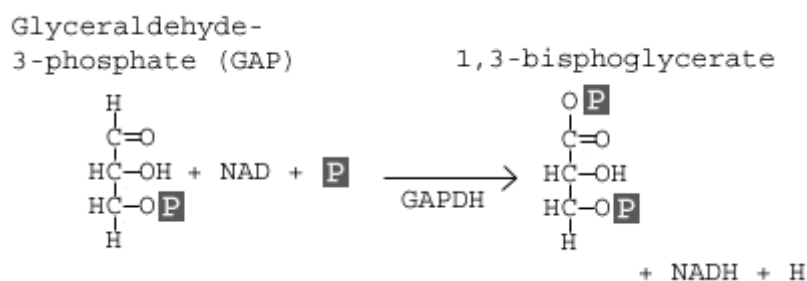 Glyceraldehyde-
3-phosphate (GAP)
1,3-bisphoglycerate
H
C=O
HC-OH + NAD + P
HC-OP
H
GAPDH
OP
C=O
HC-OH
HC-OP
H
+ NADH + H